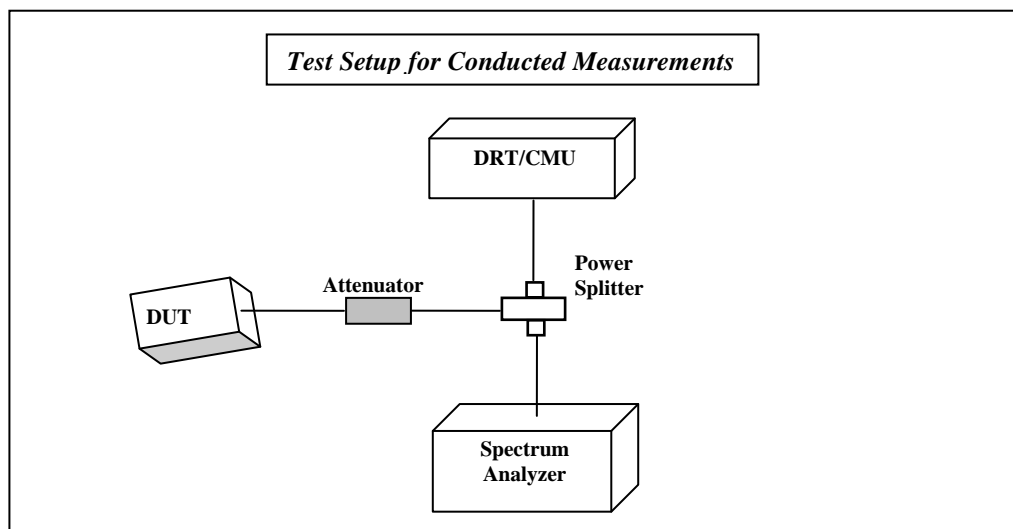 Test Setup for Conducted Measurements
DRT/CMU
Power
Splitter
Attenuator
DUT
Spectrum
Analyzer